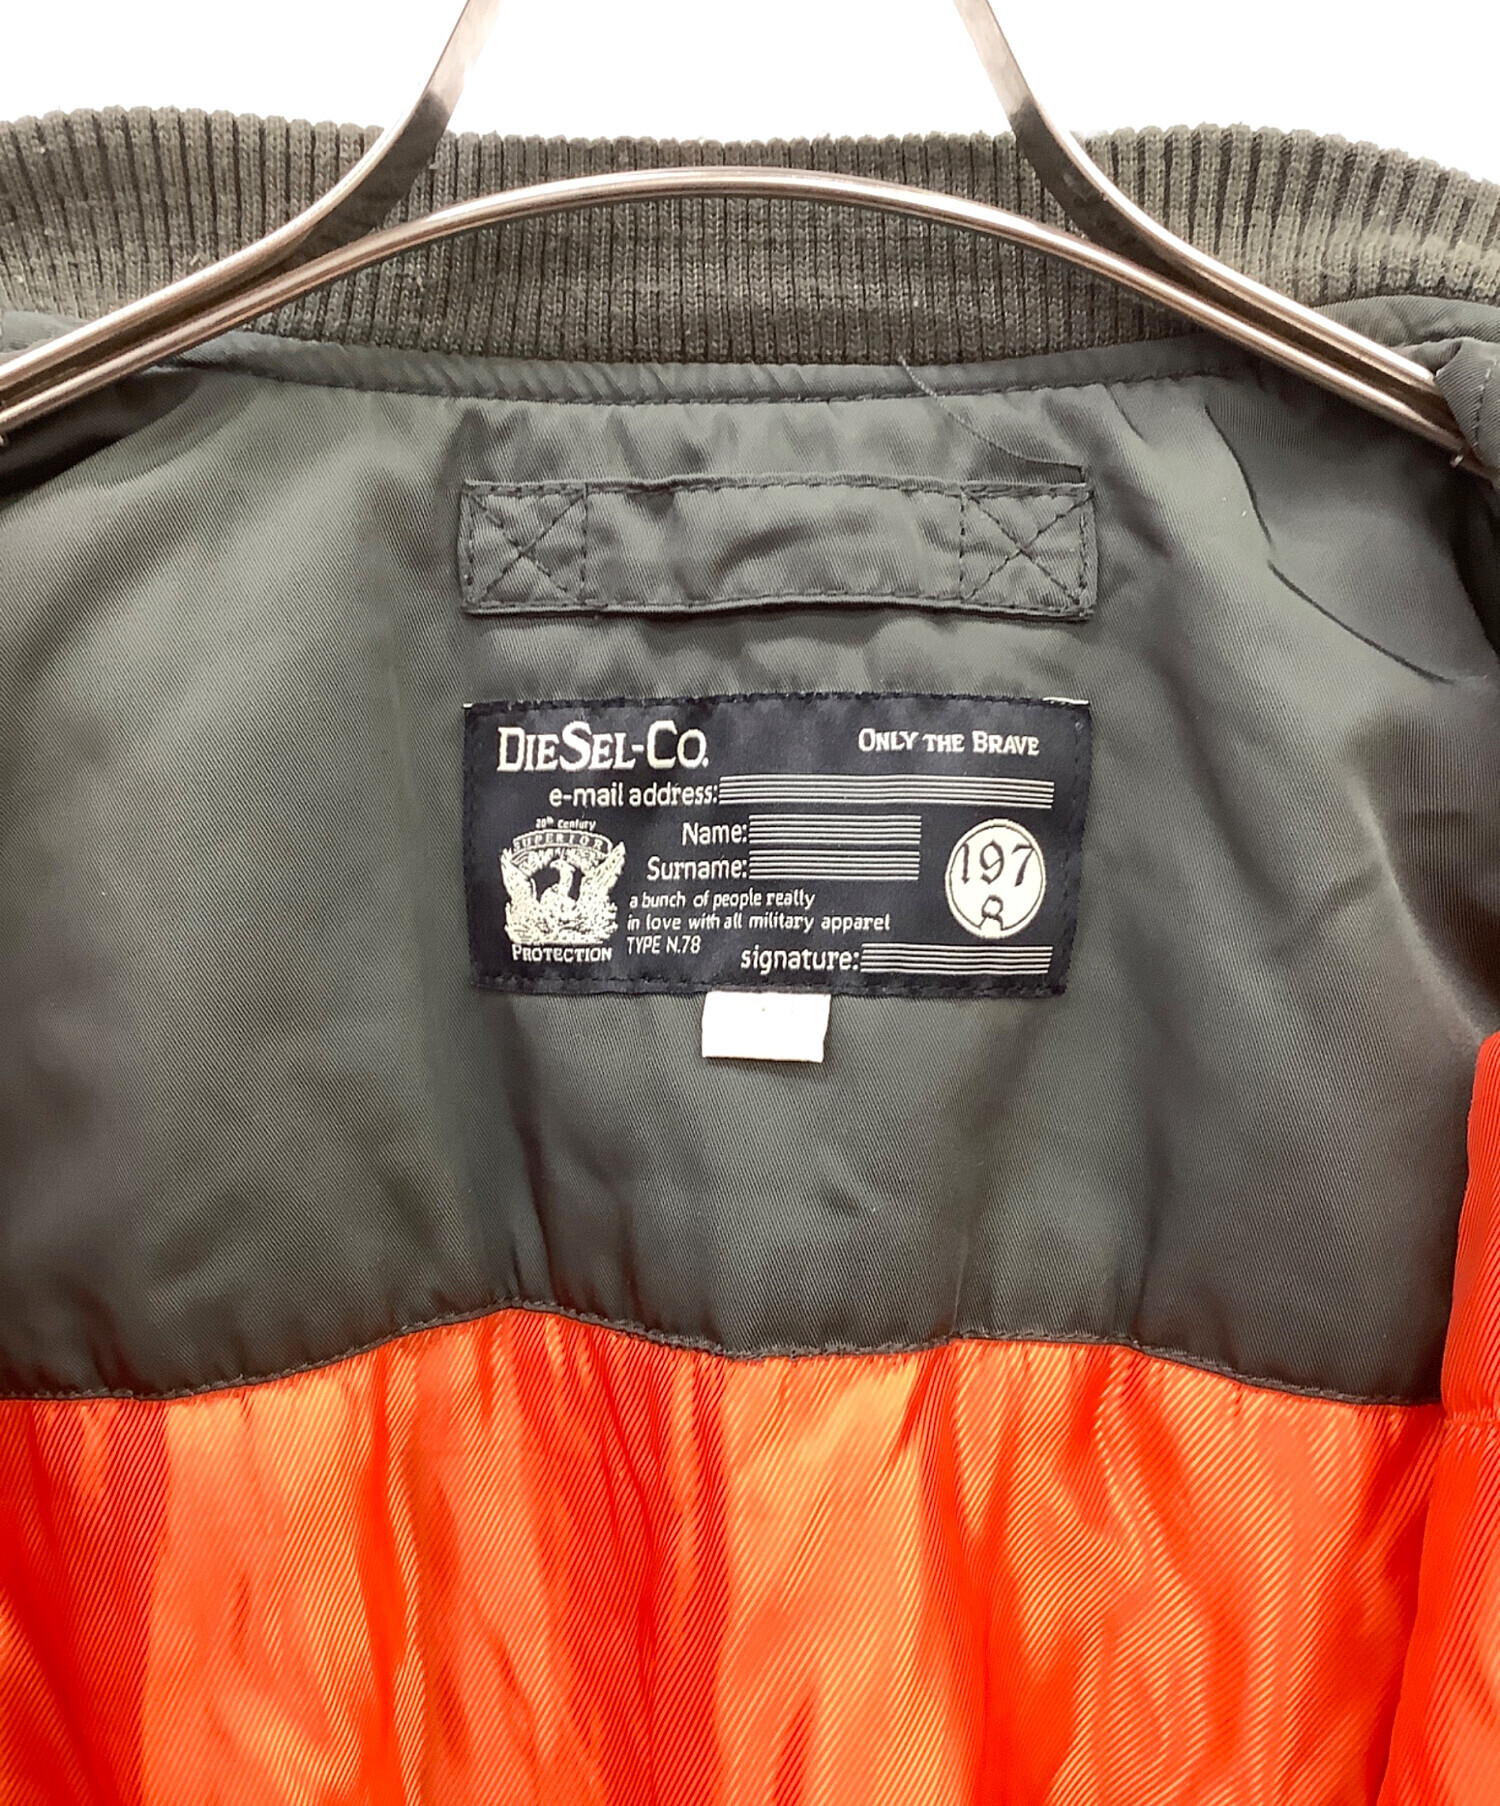 DIESEL-CO.
ONLY THE BRAVE
e-mail address:
20th Century
SUPERIOR
PROTECTION
Name:
Surname:
a bunch of people really
in love with all military apparel
TYPE N.78
signature:
197
8